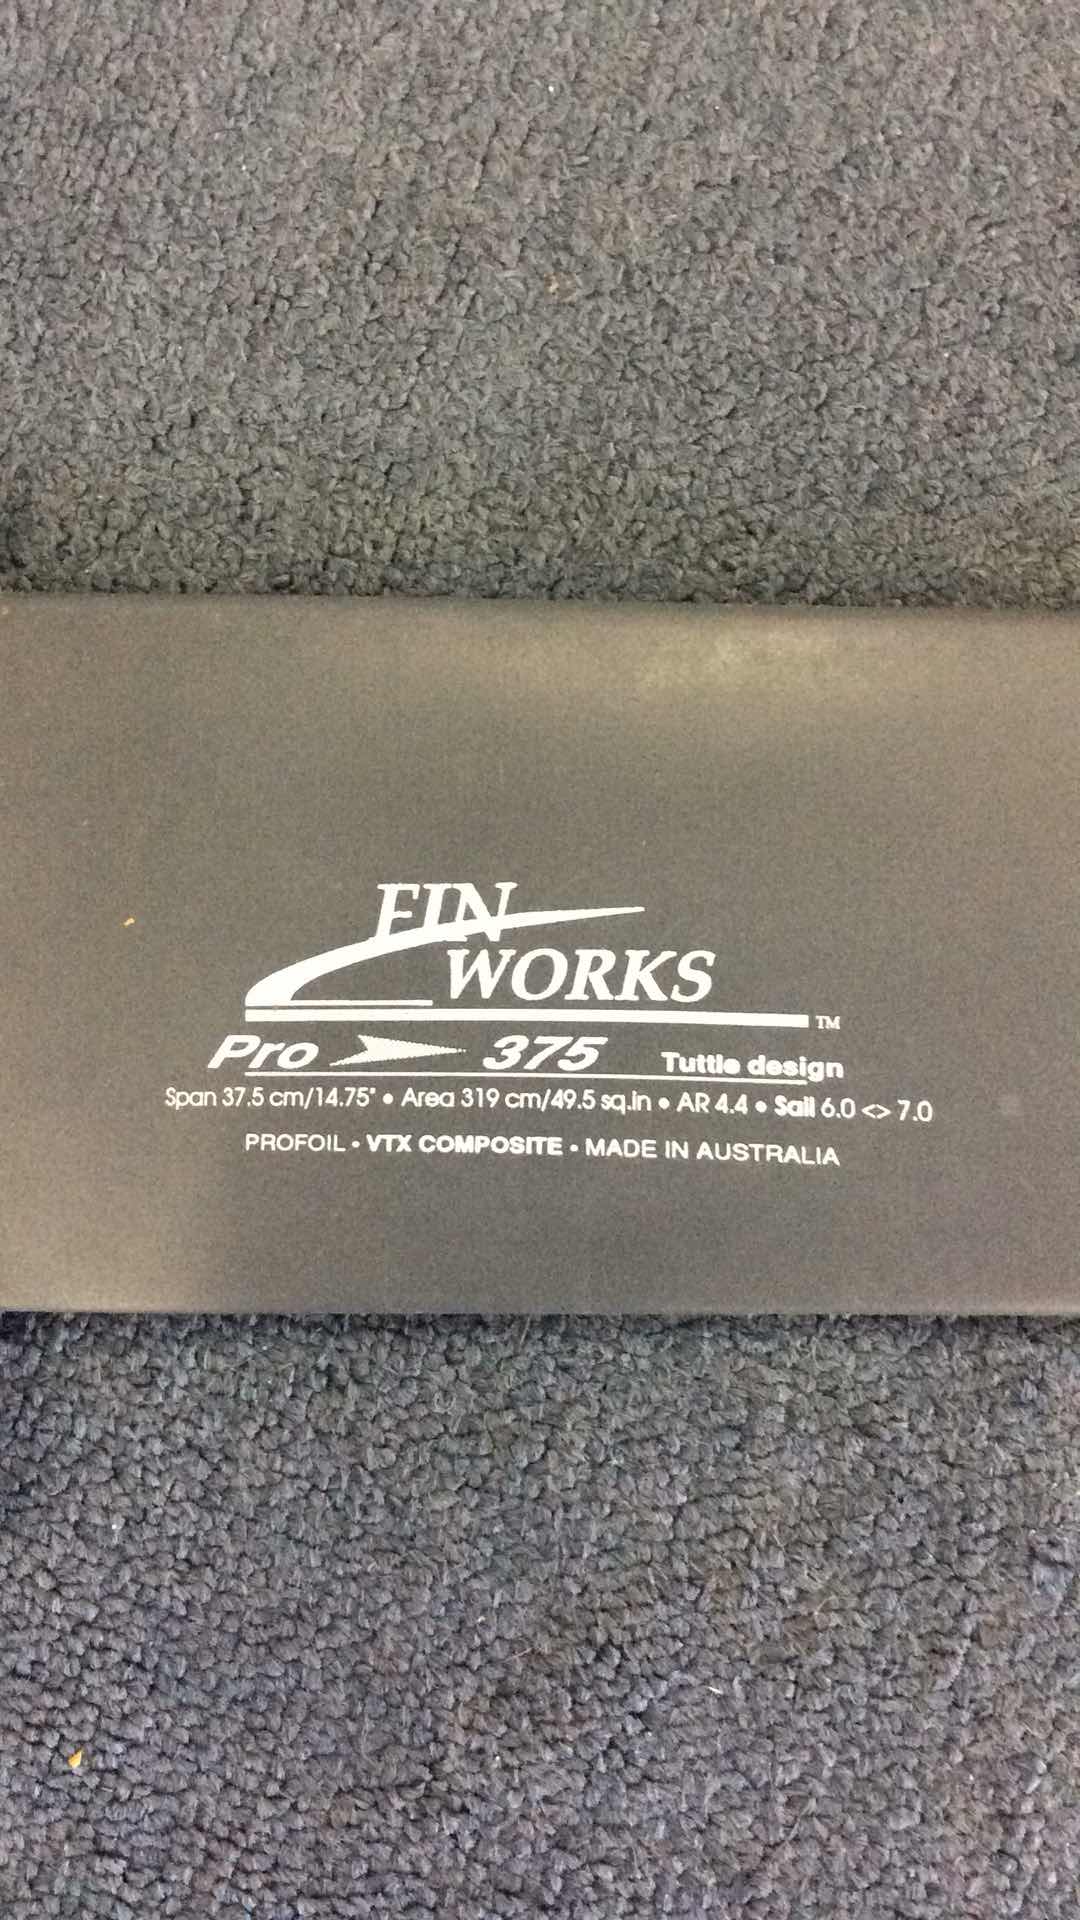 FIN
WORKS
TM
Pro 375 Tuttle design
Span 37.5 cm/14.75" • Area 319 cm/49.5 sq.in • AR 4.4 • Sail 6.0 <> 7.0
PROFOIL • VTX COMPOSITE • MADE IN AUSTRALIA